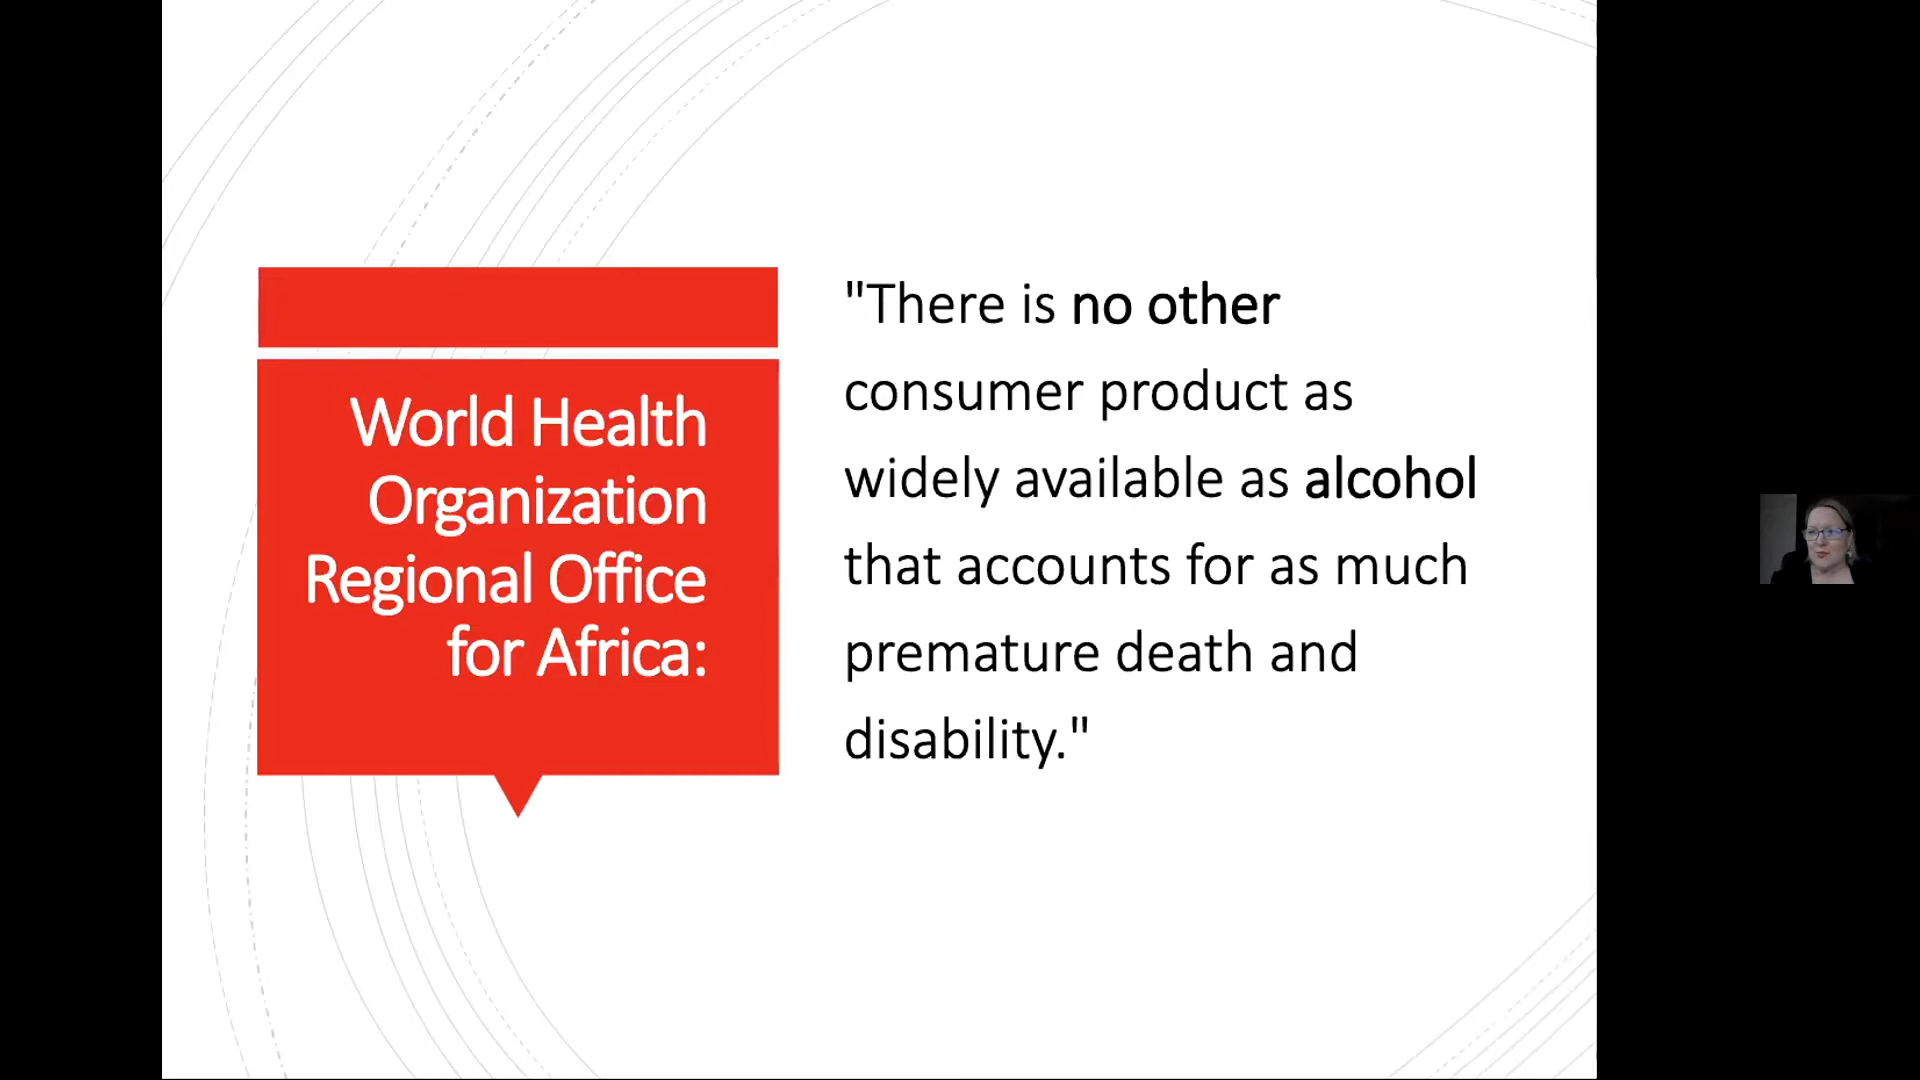 World Health
Organization
Regional Office
for Africa:
"There is no other
consumer product as
widely available as alcohol
that accounts for as much
premature death and
disability."